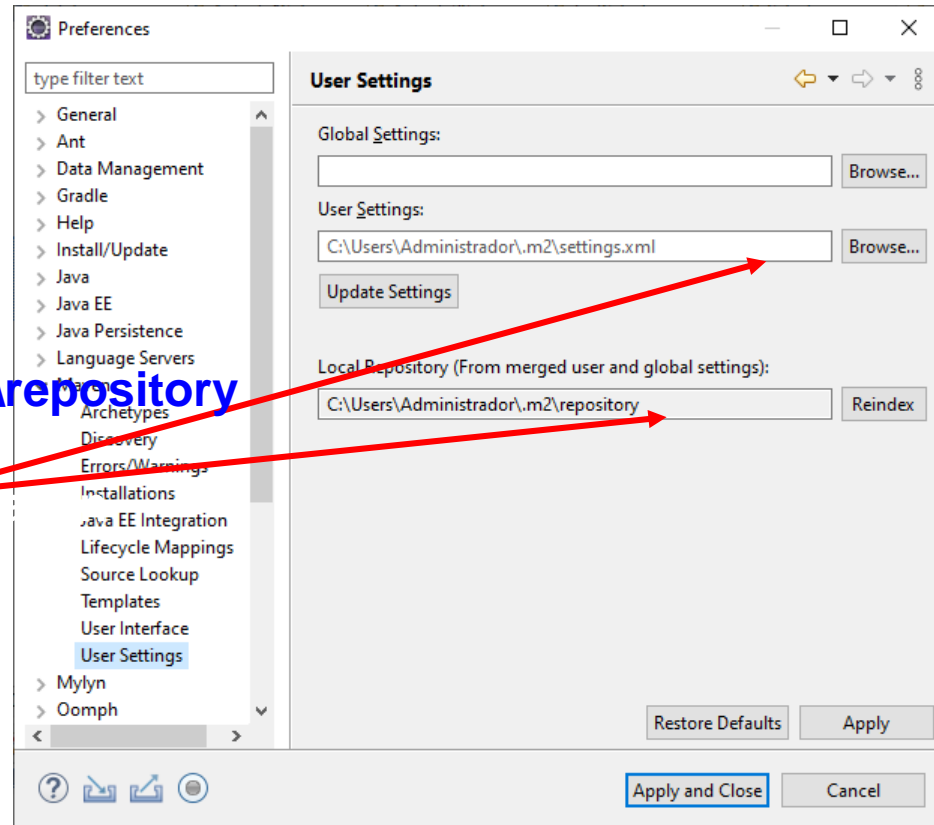 Preferences
type filter text
User Settings
General
Ant
Data Management
Gradle
Help
Install/Update
Java
Java EE
Java Persistence
Language Servers
Maven
Archetypes
Discovery
Errors/Warnings
Installations
Java EE Integration
Lifecycle Mappings
Source Lookup
Templates
User Interface
User Settings
Mylyn
Oomph
repository
Global Settings:
Browse...
User Settings:
C:\Users\Administrador\.m2\settings.xml
Browse...
Update Settings
Local Repository (From merged user and global settings):
C:\Users\Administrador\.m2\repository
Reindex
Restore Defaults
Apply
Apply and Close
Cancel